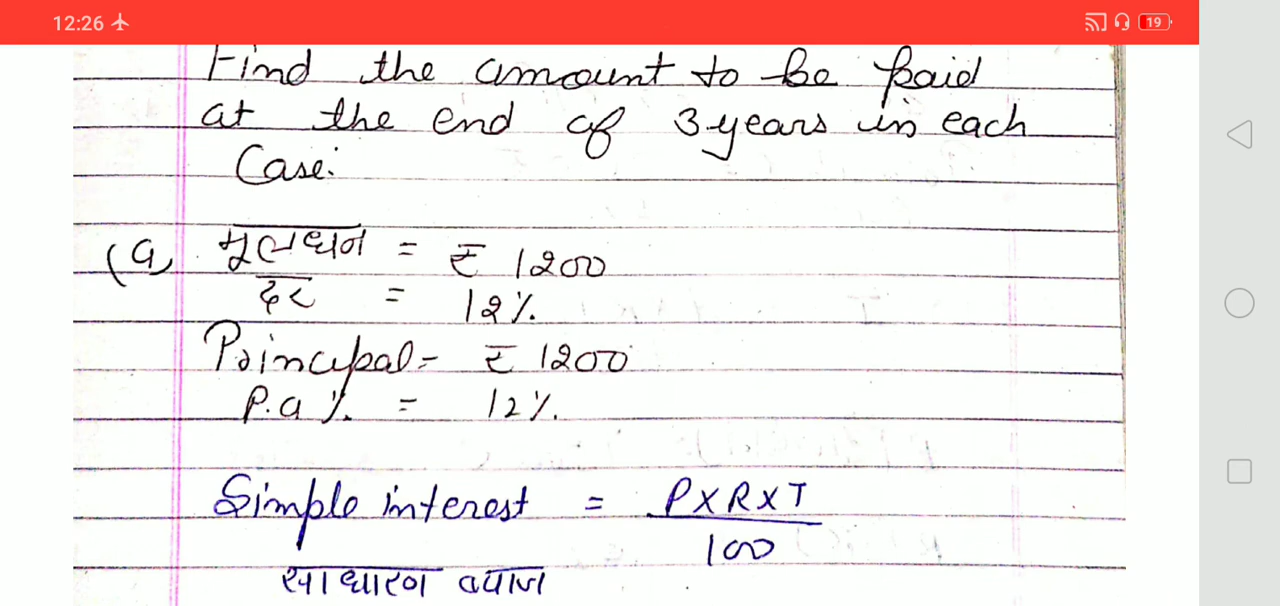 12:26
19
Find the amount to be paid
at the end of 3 years in each
Case.
(a) मूलधन = ₹ 1200
दर = 12%.
Principal = ₹ 1200
P.a %. = 12%.
Simple interest = P X R X T
100
साधारण ब्याज